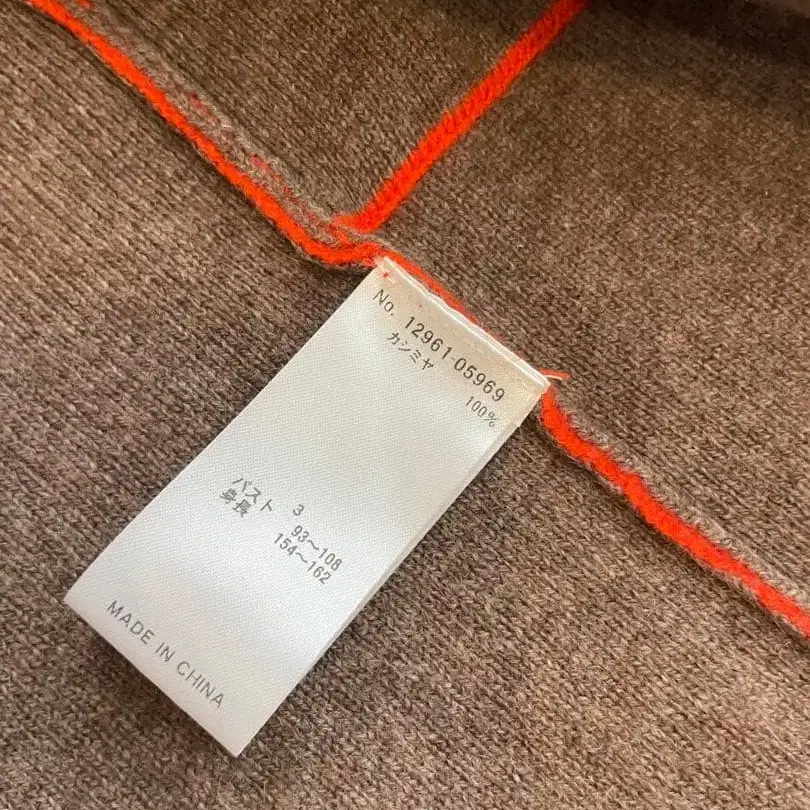 No. 12961-05969
カシミヤ 100%
3
バスト 93～108
身長 154～162
MADE IN CHINA